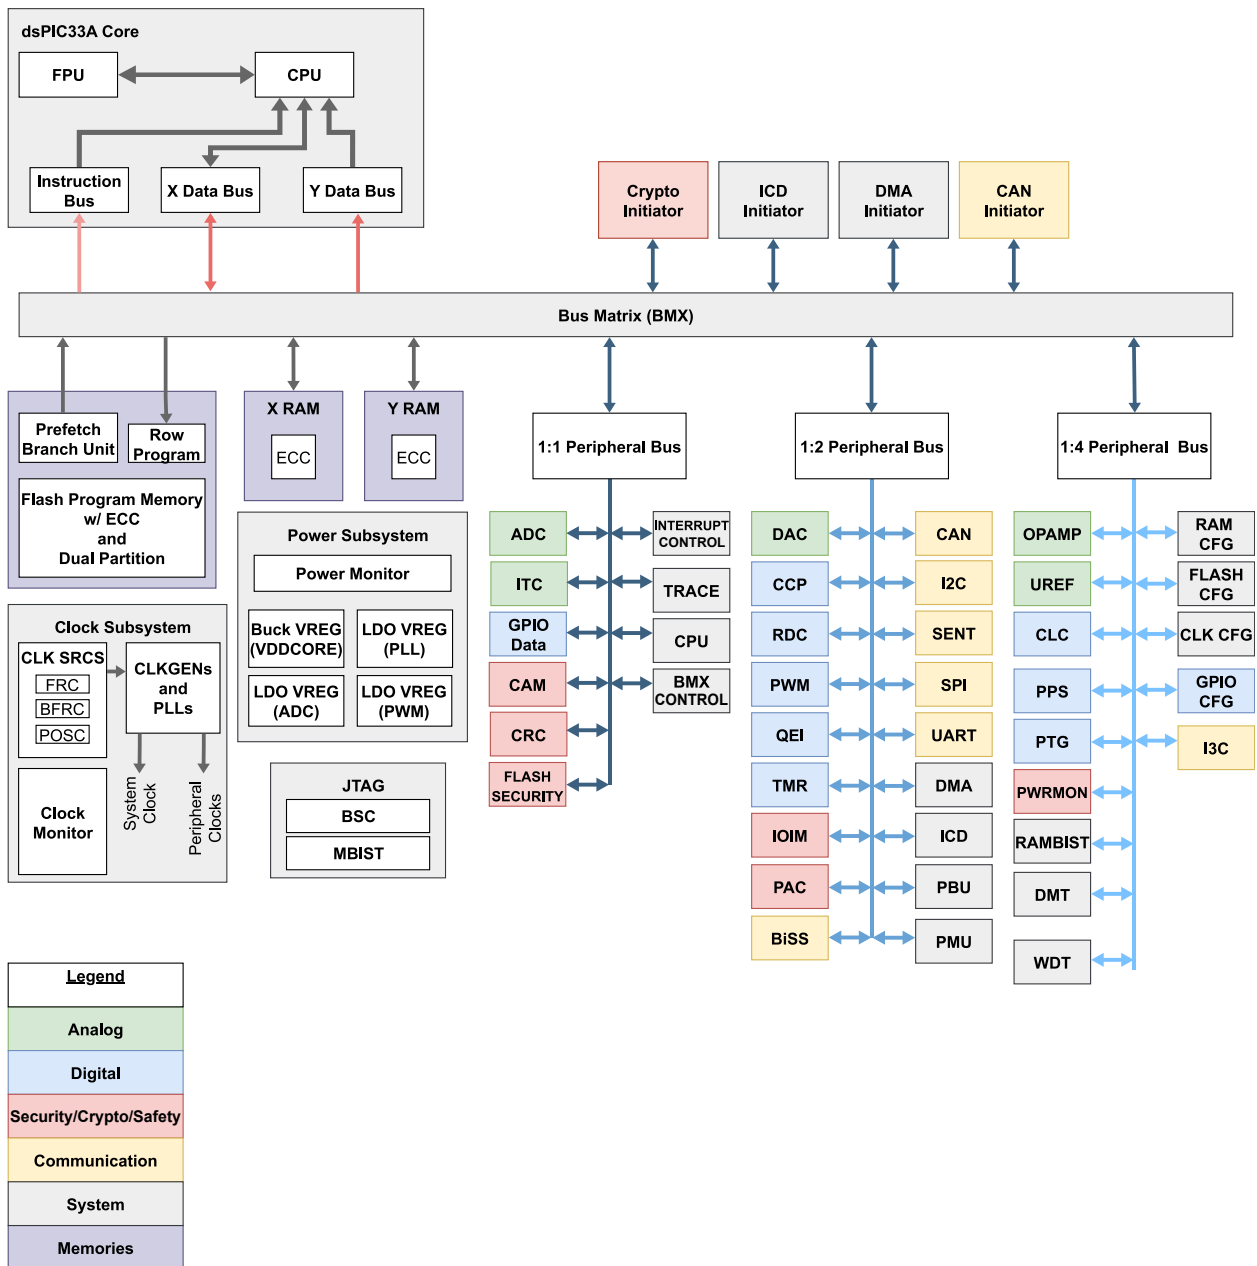 dsPIC33A Core
FPU
CPU
Instruction
Bus
X Data Bus
Y Data Bus
Crypto
Initiator
ICD
Initiator
DMA
Initiator
CAN
Initiator
Bus Matrix (BMX)
Prefetch
Branch Unit
Row
Program
Flash Program Memory
w/ ECC
and
Dual Partition
X RAM
ECC
Y RAM
ECC
1:1 Peripheral Bus
1:2 Peripheral Bus
1:4 Peripheral Bus
Power Subsystem
Power Monitor
Buck VREG
(VDDCORE)
LDO VREG
(PLL)
LDO VREG
(ADC)
LDO VREG
(PWM)
Clock Subsystem
CLK SRCS
FRC
BFRC
POSC
CLKGENs
and
PLLs
Clock
Monitor
System
Clock
Peripheral
Clocks
JTAG
BSC
MBIST
ADC
ITC
GPIO
Data
CAM
CRC
FLASH
SECURITY
INTERRUPT
CONTROL
TRACE
CPU
BMX
CONTROL
DAC
CCP
RDC
PWM
QEI
TMR
IOIM
PAC
BiSS
CAN
I2C
SENT
SPI
UART
DMA
ICD
PBU
PMU
OPAMP
UREF
CLC
PPS
PTG
PWRMON
RAMBIST
DMT
WDT
RAM
CFG
FLASH
CFG
CLK CFG
GPIO
CFG
I3C
Legend
Analog
Digital
Security/Crypto/Safety
Communication
System
Memories